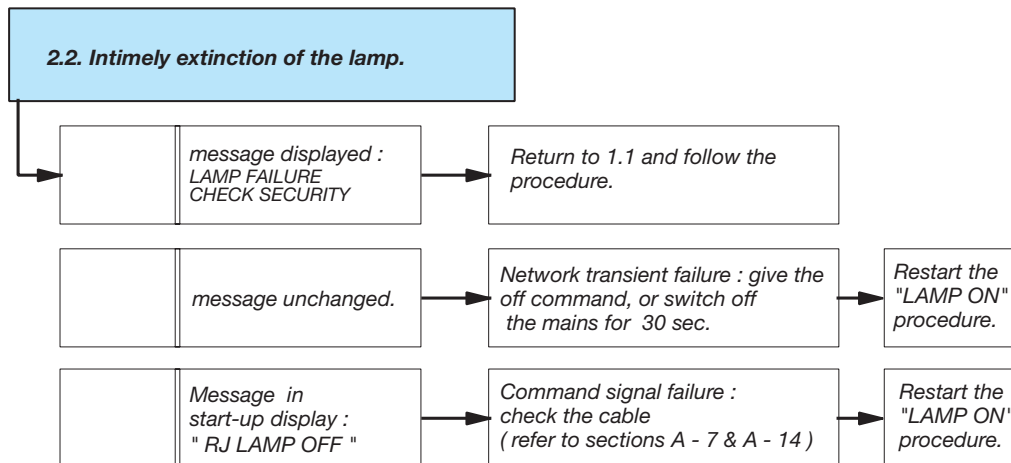 2.2. Intimely extinction of the lamp.
message displayed :
LAMP FAILURE
CHECK SECURITY
Return to 1.1 and follow the
procedure.
message unchanged.
Network transient failure : give the
off command, or switch off
the mains for 30 sec.
Restart the
"LAMP ON"
procedure.
Message in
start-up display :
" RJ LAMP OFF "
Command signal failure :
check the cable
( refer to sections A - 7 & A - 14 )
Restart the
"LAMP ON"
procedure.